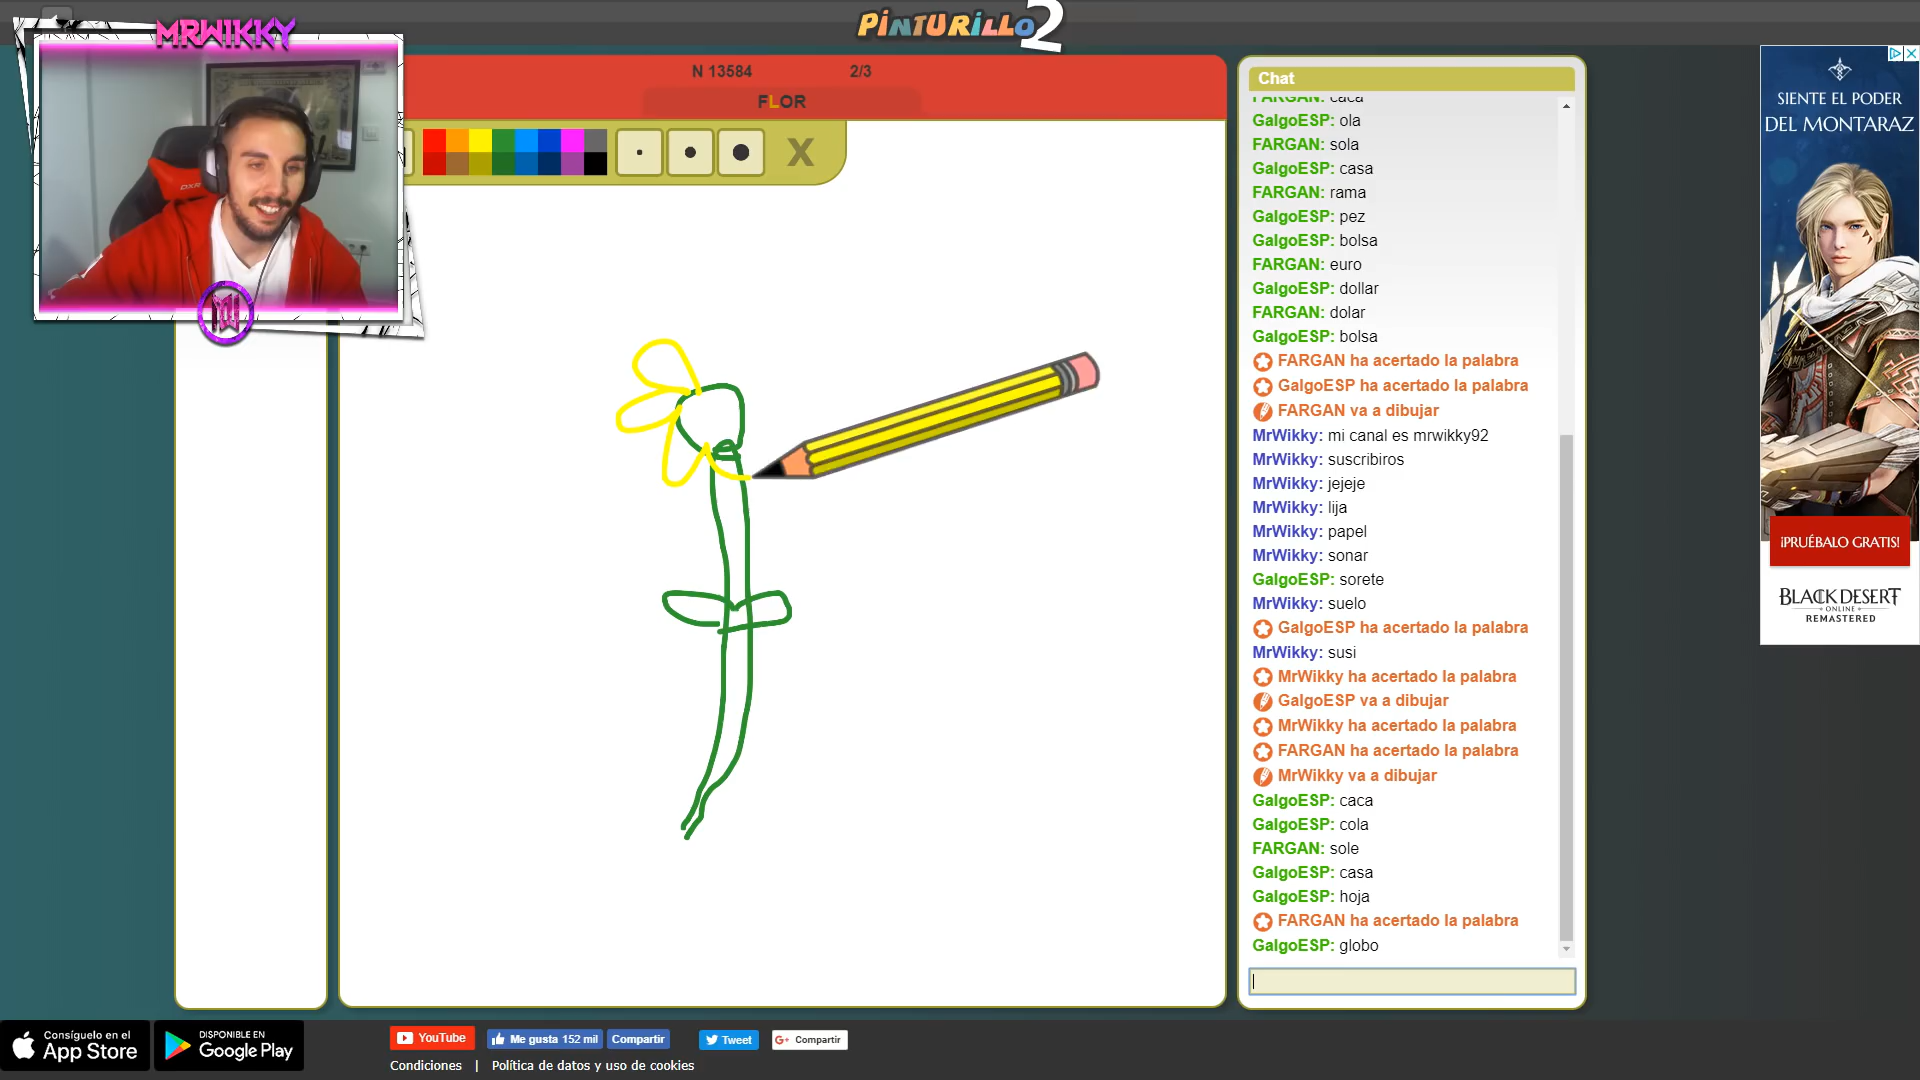 MRWIKKY
PINTURILLO 2
N 13584
2/3
FLOR
X
DXR
Chat
FARGAN: caca
GalgoESP: ola
FARGAN: sola
GalgoESP: casa
FARGAN: rama
GalgoESP: pez
GalgoESP: bolsa
FARGAN: euro
GalgoESP: dollar
FARGAN: dolar
GalgoESP: bolsa
FARGAN ha acertado la palabra
GalgoESP ha acertado la palabra
FARGAN va a dibujar
MrWikky: mi canal es mrwikky92
MrWikky: suscribiros
MrWikky: jejeje
MrWikky: lija
MrWikky: papel
MrWikky: sonar
GalgoESP: sorete
MrWikky: suelo
GalgoESP ha acertado la palabra
MrWikky: susi
MrWikky ha acertado la palabra
GalgoESP va a dibujar
MrWikky ha acertado la palabra
FARGAN ha acertado la palabra
MrWikky va a dibujar
GalgoESP: caca
GalgoESP: cola
FARGAN: sole
GalgoESP: casa
GalgoESP: hoja
FARGAN ha acertado la palabra
GalgoESP: globo
SIENTE EL PODER
DEL MONTARAZ
¡PRUÉBALO GRATIS!
BLACK DESERT
ONLINE
REMASTERED
Consíguelo en el
App Store
DISPONIBLE EN
Google Play
YouTube
Me gusta 152 mil
Compartir
Tweet
G+ Compartir
Condiciones | Política de datos y uso de cookies